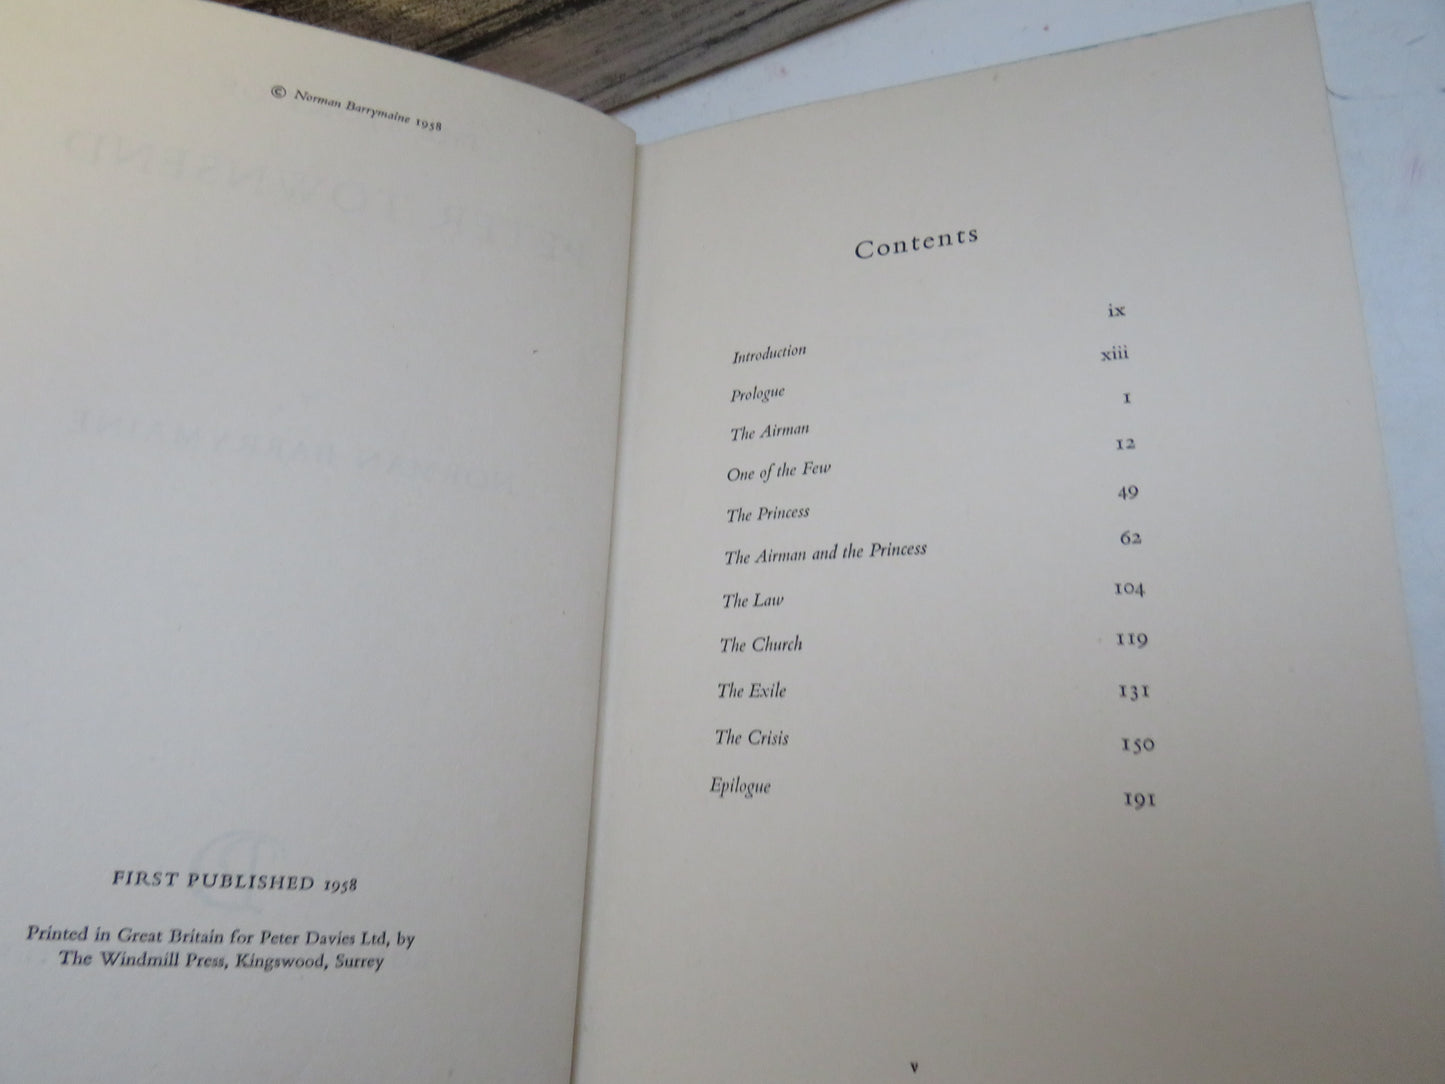 © Norman Barrymaine 1958
FIRST PUBLISHED 1958
Printed in Great Britain for Peter Davies Ltd, by
The Windmill Press, Kingswood, Surrey
Contents
Introduction ix
Prologue xiii
The Airman 1
One of the Few 12
The Princess 49
The Airman and the Princess 62
The Law 104
The Church 119
The Exile 131
The Crisis 150
Epilogue 191
v